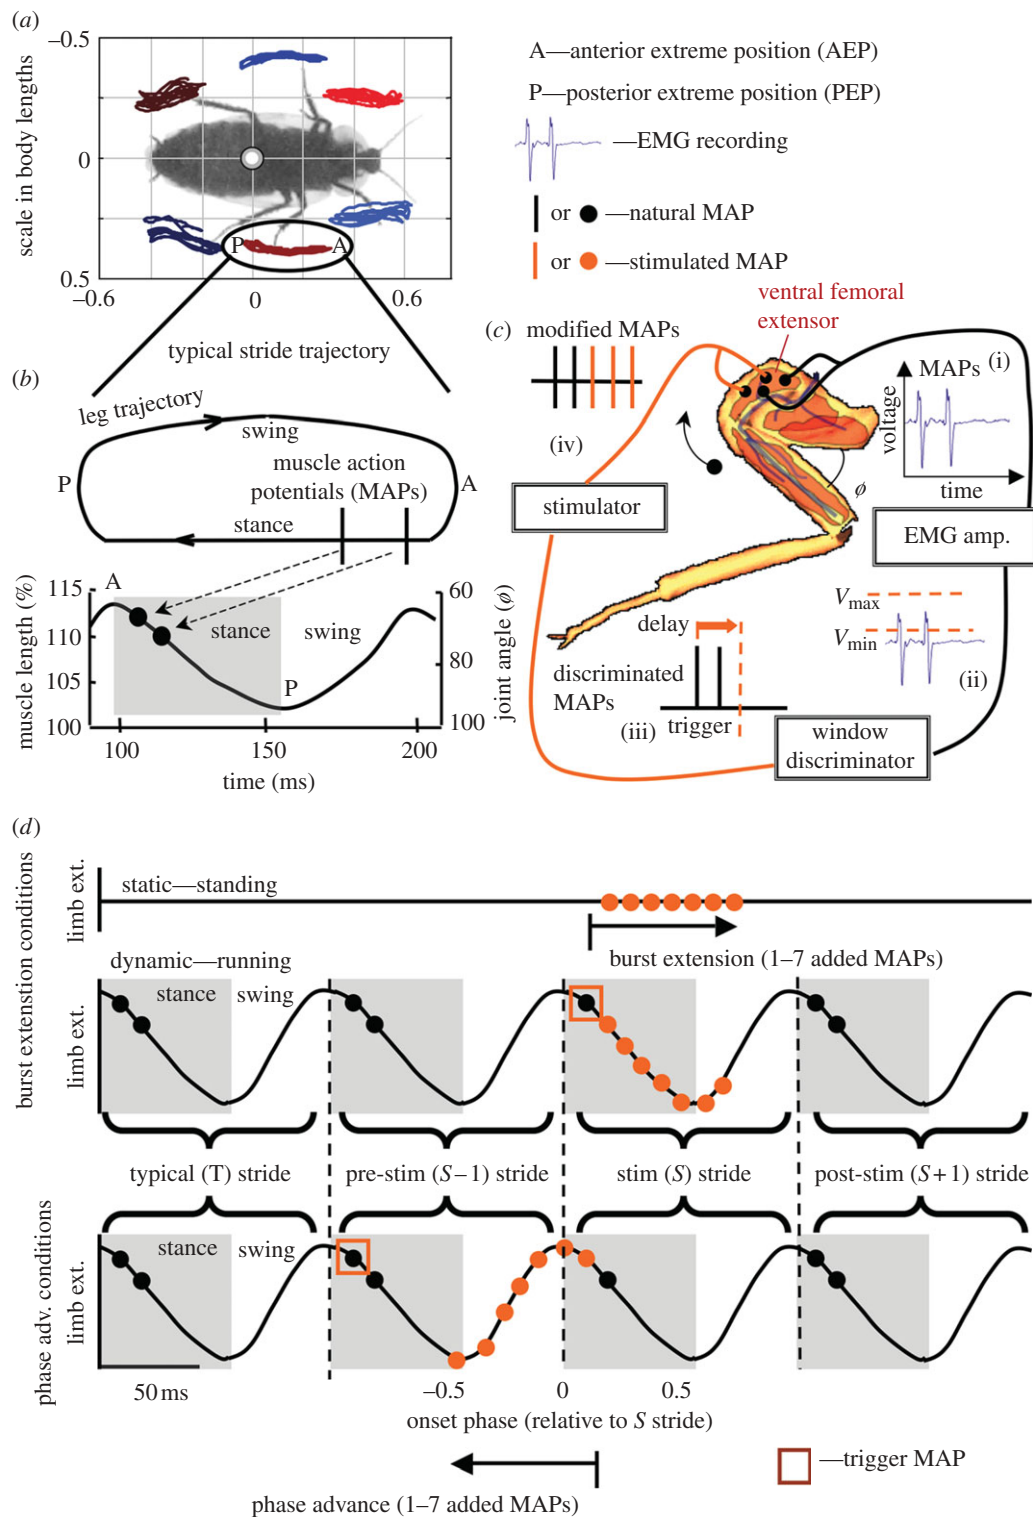 (a)
–0.5
0
0.5
scale in body lengths
–0.6
0
0.6
P
A
A—anterior extreme position (AEP)
P—posterior extreme position (PEP)
—EMG recording
or
—natural MAP
or
—stimulated MAP
typical stride trajectory
(b)
leg trajectory
swing
P
A
muscle action
potentials (MAPs)
stance
muscle length (%)
115
110
105
100
A
stance
swing
P
60
80
100
joint angle (ϕ)
100
150
200
time (ms)
(c)
modified MAPs
(iv)
ventral femoral
extensor
MAPs
(i)
voltage
time
ϕ
stimulator
EMG amp.
Vmax
Vmin
(ii)
delay
discriminated
MAPs
(iii)
trigger
window
discriminator
(d)
burst extenstion conditions
limb ext.
static—standing
dynamic—running
burst extension (1–7 added MAPs)
limb ext.
stance
swing
typical (T) stride
pre-stim (S–1) stride
stim (S) stride
post-stim (S+1) stride
phase adv. conditions
limb ext.
stance
swing
50 ms
–0.5
0
0.5
onset phase (relative to S stride)
—trigger MAP
phase advance (1–7 added MAPs)